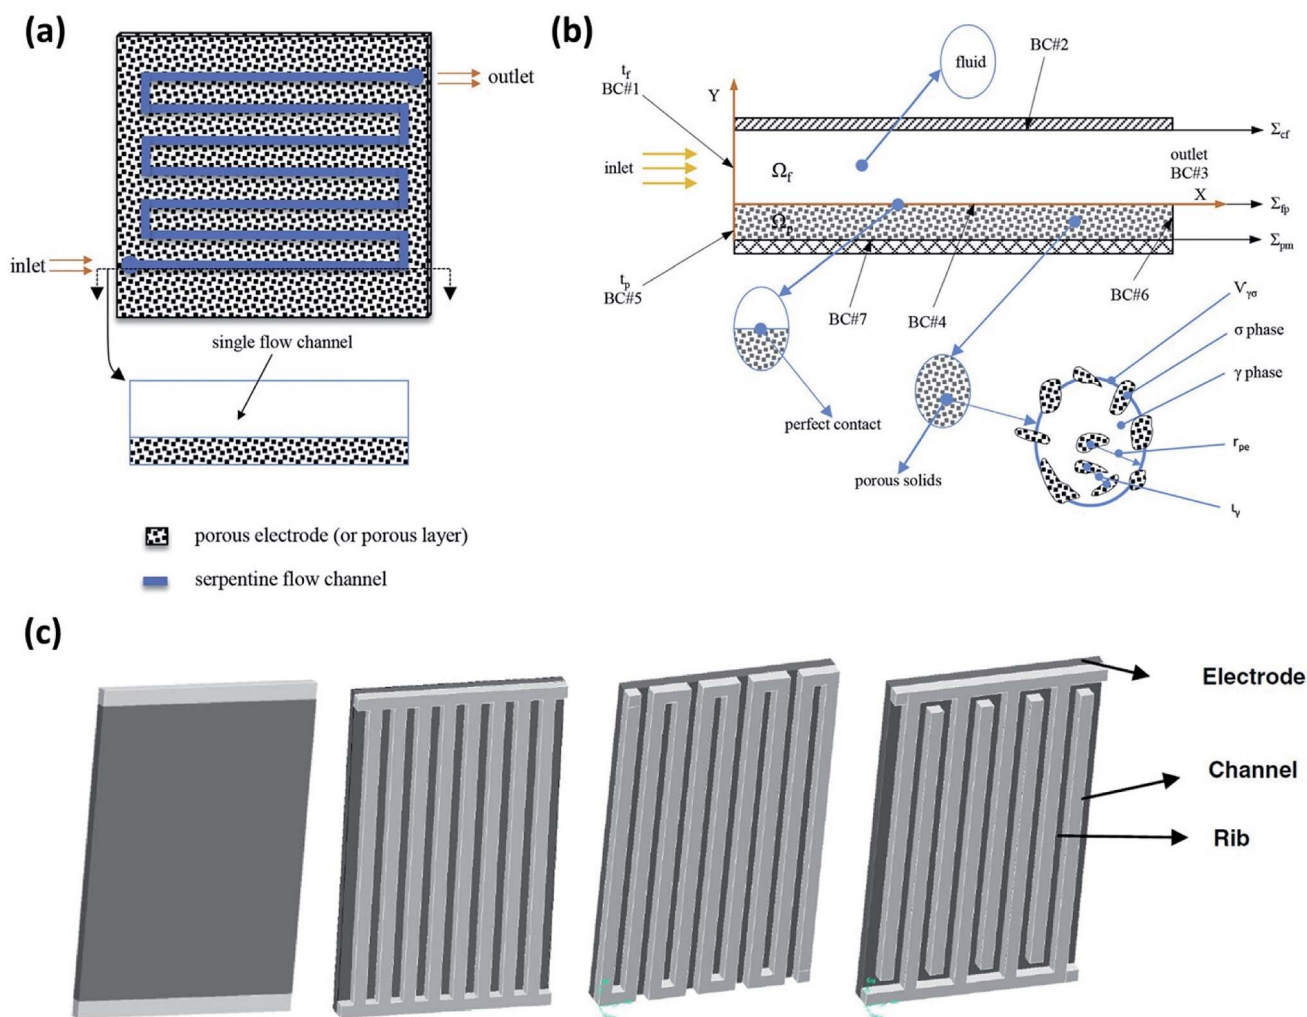 (a)
outlet
inlet
single flow channel
porous electrode (or porous layer)
serpentine flow channel
(b)
fluid
BC#2
t_f
BC#1
Y
Σ_cf
inlet
Ω_f
outlet
BC#3
X
Σ_fp
Ω_p
Σ_pm
t_p
BC#5
BC#7
BC#4
BC#6
V_γσ
σ phase
γ phase
r_pe
perfect contact
porous solids
ι_γ
(c)
Electrode
Channel
Rib